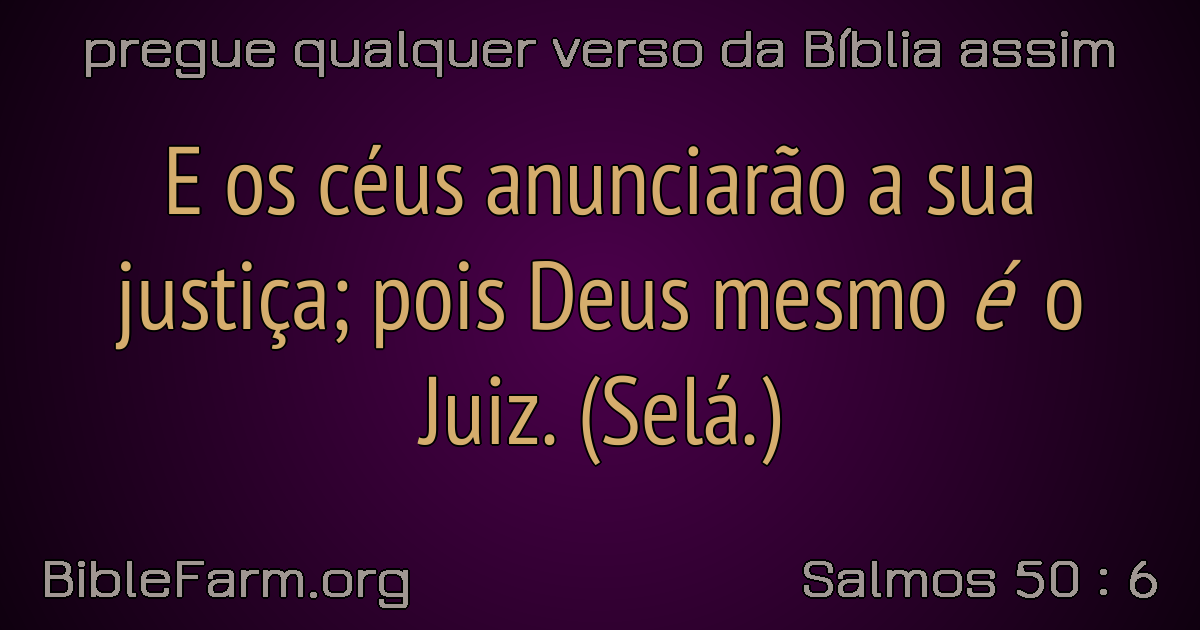 pregue qualquer verso da Bíblia assim
E os céus anunciarão a sua
justiça; pois Deus mesmo é o
Juiz. (Selá.)
BibleFarm.org
Salmos 50 : 6